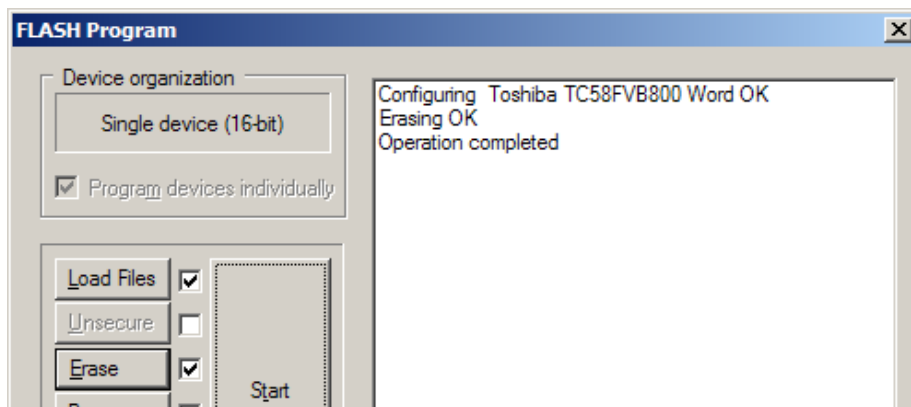 FLASH Program
Device organization
Single device (16-bit)
Program devices individually
Configuring Toshiba TC58FVB800 Word OK
Erasing OK
Operation completed
Load Files
Unsecure
Erase
Start